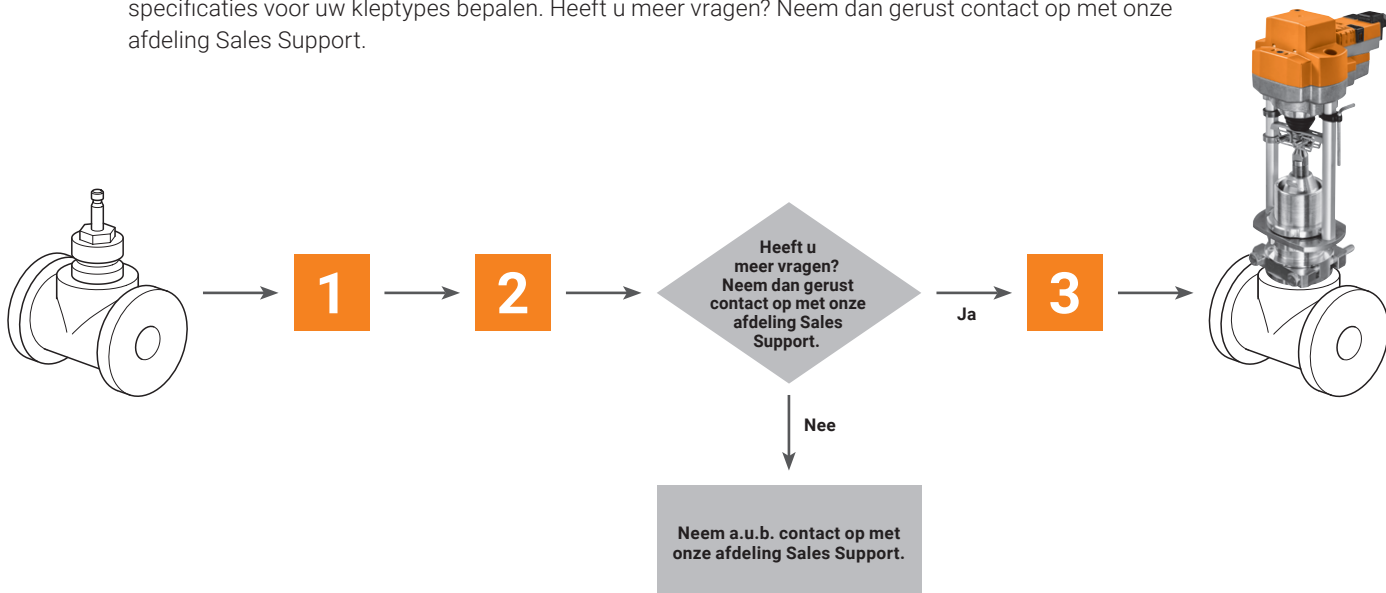 specificaties voor uw kleptypes bepalen. Heeft u meer vragen? Neem dan gerust contact op met onze
afdeling Sales Support.
1
2
Heeft u
meer vragen?
Neem dan gerust
contact op met onze
afdeling Sales
Support.
Ja
3
Nee
Neem a.u.b. contact op met
onze afdeling Sales Support.